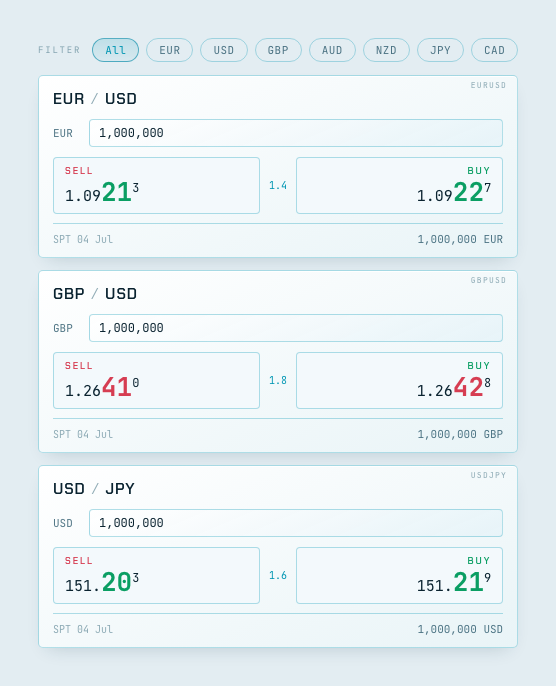 FILTER All EUR USD GBP AUD NZD JPY CAD
EURUSD
EUR / USD
EUR 1,000,000
SELL BUY
1.09213 1.4 1.09227
SPT 04 Jul 1,000,000 EUR
GBPUSD
GBP / USD
GBP 1,000,000
SELL BUY
1.26410 1.8 1.26428
SPT 04 Jul 1,000,000 GBP
USDJPY
USD / JPY
USD 1,000,000
SELL BUY
151.203 1.6 151.219
SPT 04 Jul 1,000,000 USD